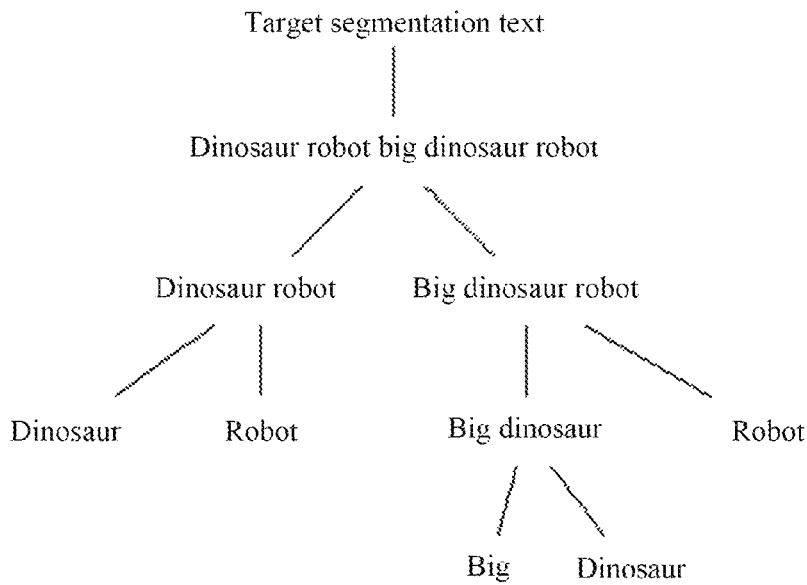 Target segmentation text
Dinosaur robot big dinosaur robot
Dinosaur robot
Big dinosaur robot
Dinosaur
Robot
Big dinosaur
Robot
Big
Dinosaur